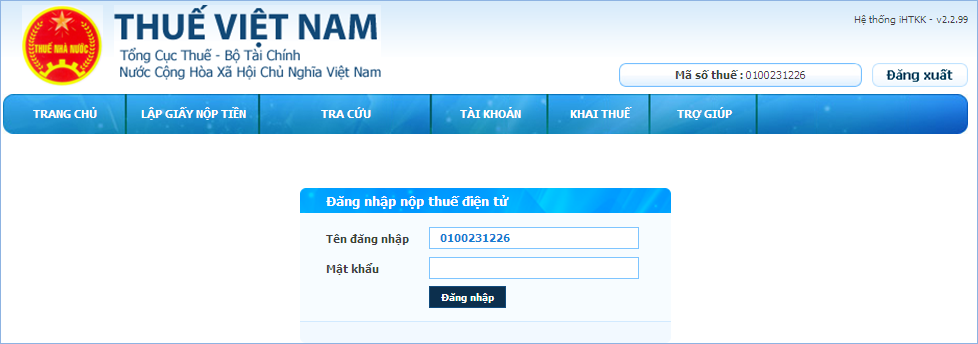 THUẾ VIỆT NAM
THUẾ NHÀ NƯỚC
Tổng Cục Thuế - Bộ Tài Chính
Nước Cộng Hòa Xã Hội Chủ Nghĩa Việt Nam
Hệ thống iHTKK - v2.2.99
Mã số thuế : 0100231226
Đăng xuất
TRANG CHỦ LẬP GIẤY NỘP TIỀN TRA CỨU TÀI KHOẢN KHAI THUẾ TRỢ GIÚP
Đăng nhập nộp thuế điện tử
Tên đăng nhập 0100231226
Mật khẩu
Đăng nhập